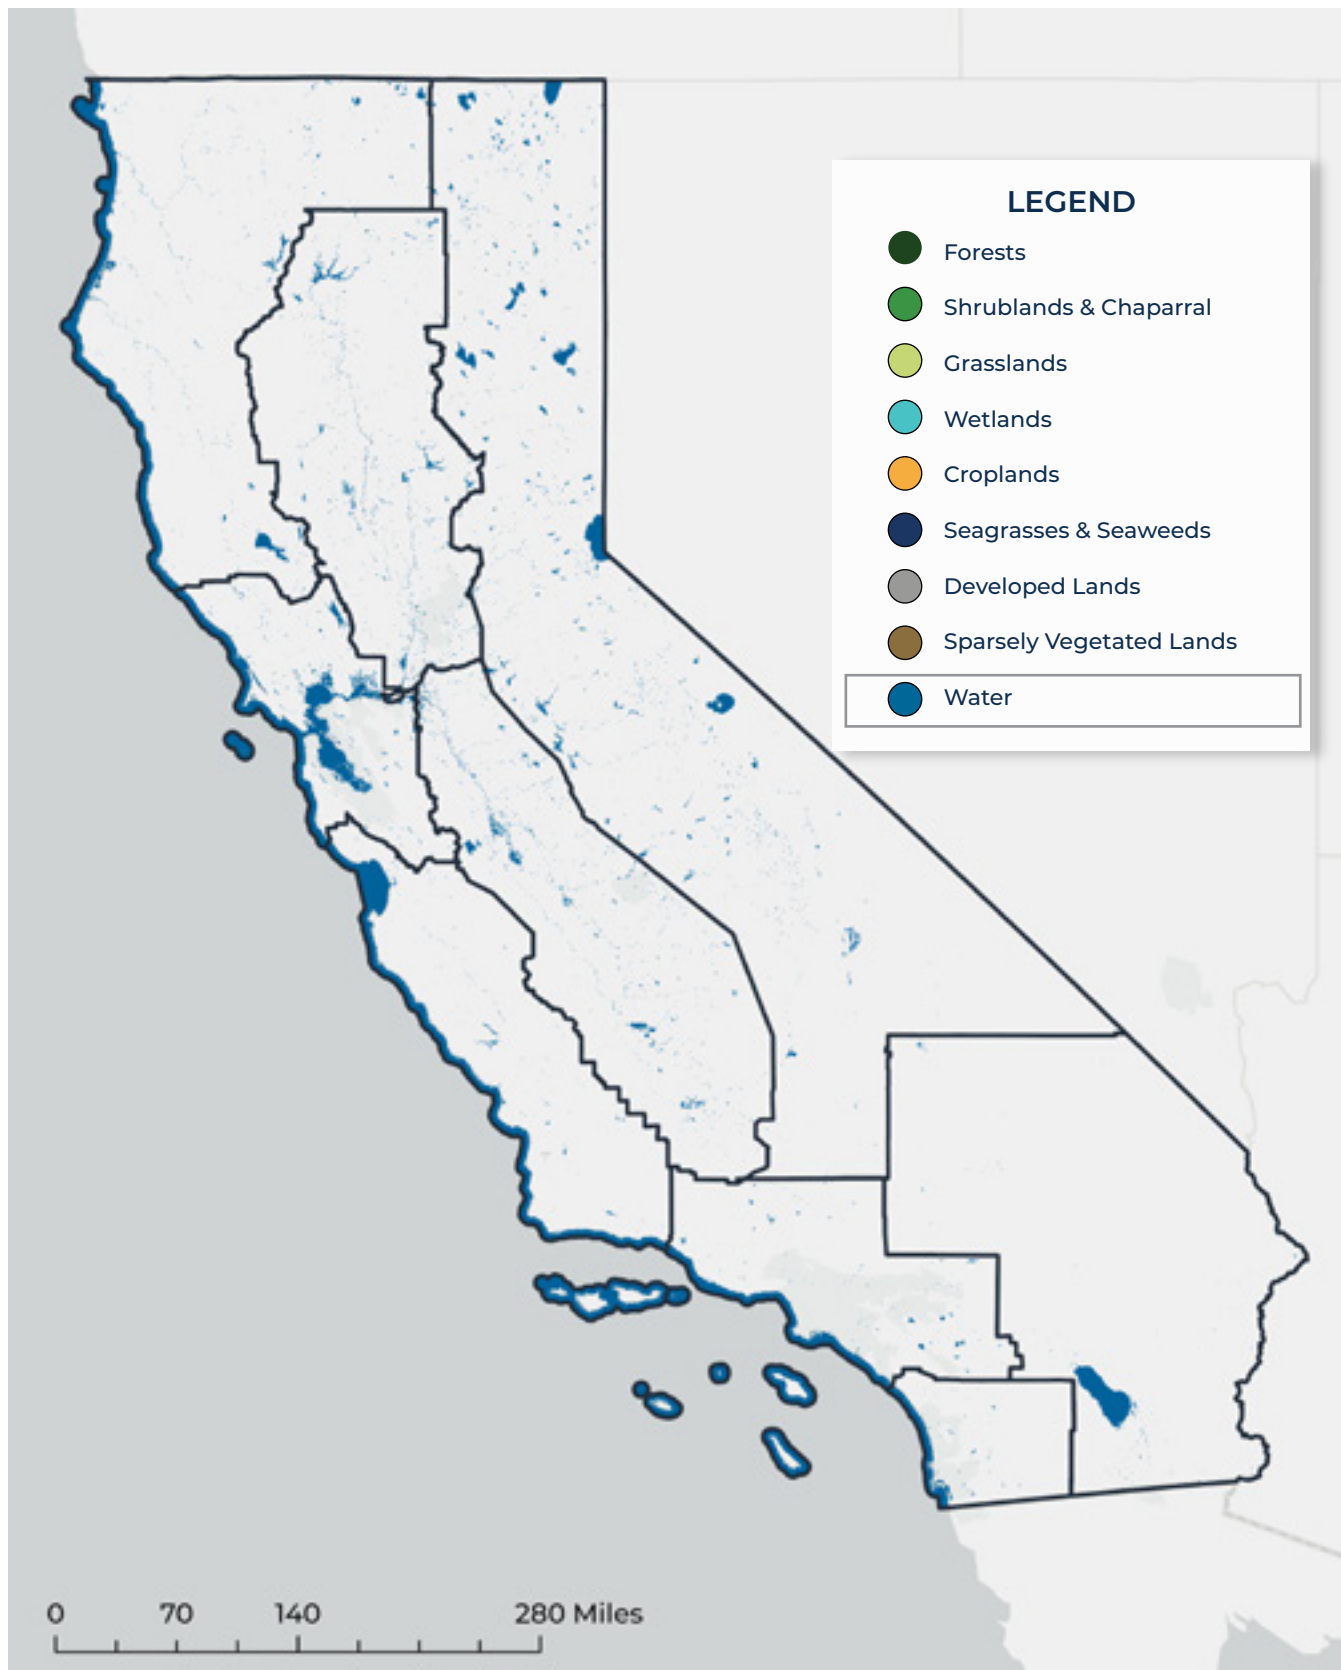 LEGEND
Forests
Shrublands & Chaparral
Grasslands
Wetlands
Croplands
Seagrasses & Seaweeds
Developed Lands
Sparsely Vegetated Lands
Water
0 70 140 280 Miles